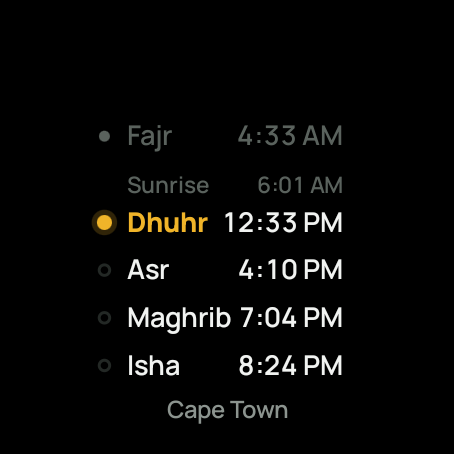 Fajr 4:33 AM
Sunrise 6:01 AM
Dhuhr 12:33 PM
Asr 4:10 PM
Maghrib 7:04 PM
Isha 8:24 PM
Cape Town